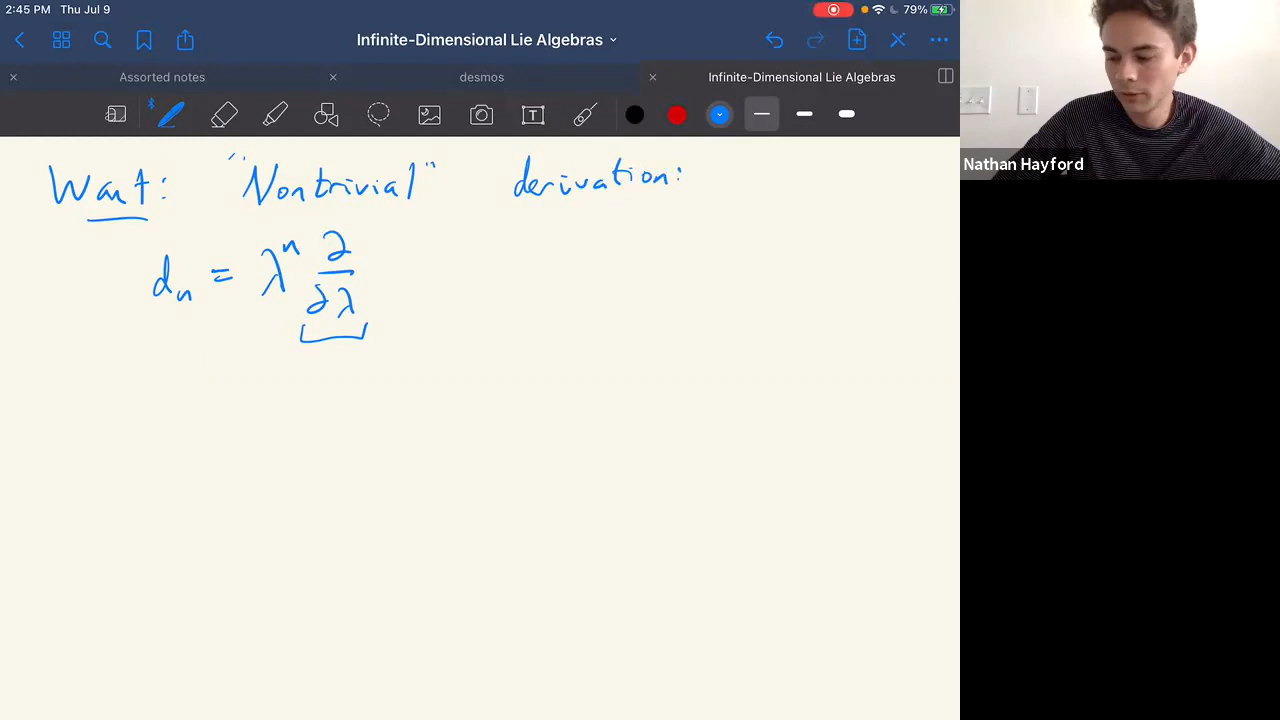 2:45 PM Thu Jul 9
79%
Infinite-Dimensional Lie Algebras
Assorted notes
desmos
Infinite-Dimensional Lie Algebras
T
Want: "Nontrivial" derivation:
dₙ = λⁿ ∂/∂λ
Nathan Hayford